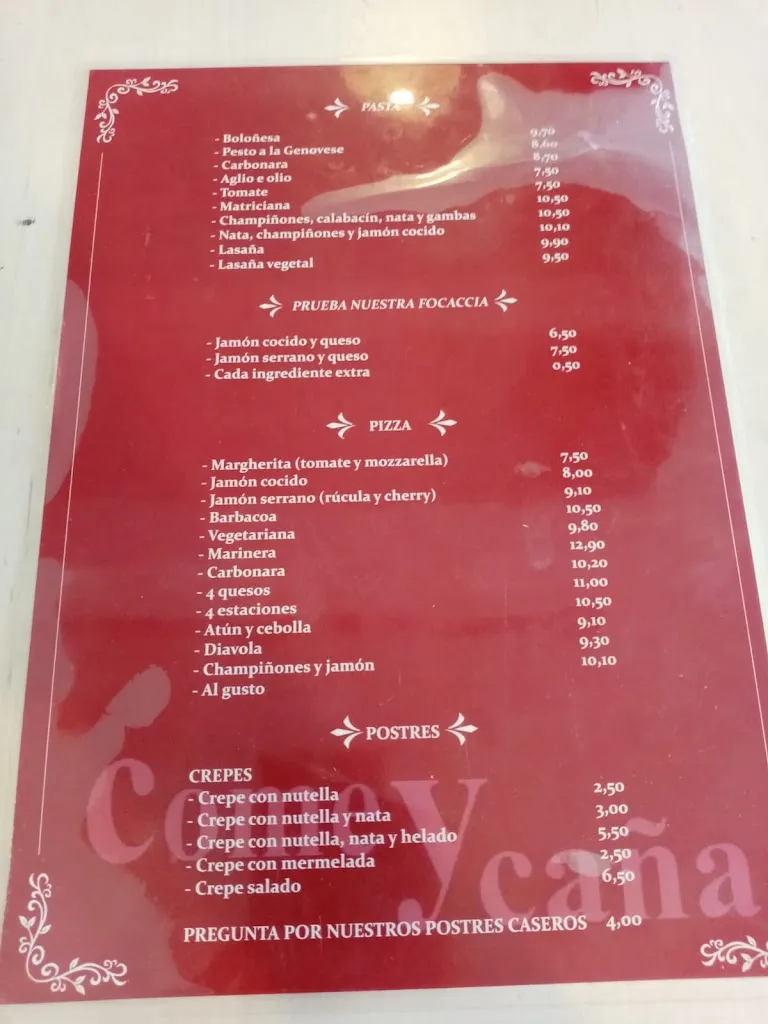 PASTA
- Boloñesa 9,70
- Pesto a la Genovese 8,60
- Carbonara 8,70
- Aglio e olio 7,50
- Tomate 7,50
- Matriciana 10,50
- Champiñones, calabacín, nata y gambas 10,50
- Nata, champiñones y jamón cocido 10,10
- Lasaña 9,90
- Lasaña vegetal 9,50
PRUEBA NUESTRA FOCACCIA
- Jamón cocido y queso 6,50
- Jamón serrano y queso 7,50
- Cada ingrediente extra 0,50
PIZZA
- Margherita (tomate y mozzarella) 7,50
- Jamón cocido 8,00
- Jamón serrano (rúcula y cherry) 9,10
- Barbacoa 10,50
- Vegetariana 9,80
- Marinera 12,90
- Carbonara 10,20
- 4 quesos 11,00
- 4 estaciones 10,50
- Atún y cebolla 9,10
- Diavola 9,30
- Champiñones y jamón 10,10
- Al gusto
POSTRES
CREPES
- Crepe con nutella 2,50
- Crepe con nutella y nata 3,00
- Crepe con nutella, nata y helado 5,50
- Crepe con mermelada 2,50
- Crepe salado 6,50
PREGUNTA POR NUESTROS POSTRES CASEROS 4,00
come y caña